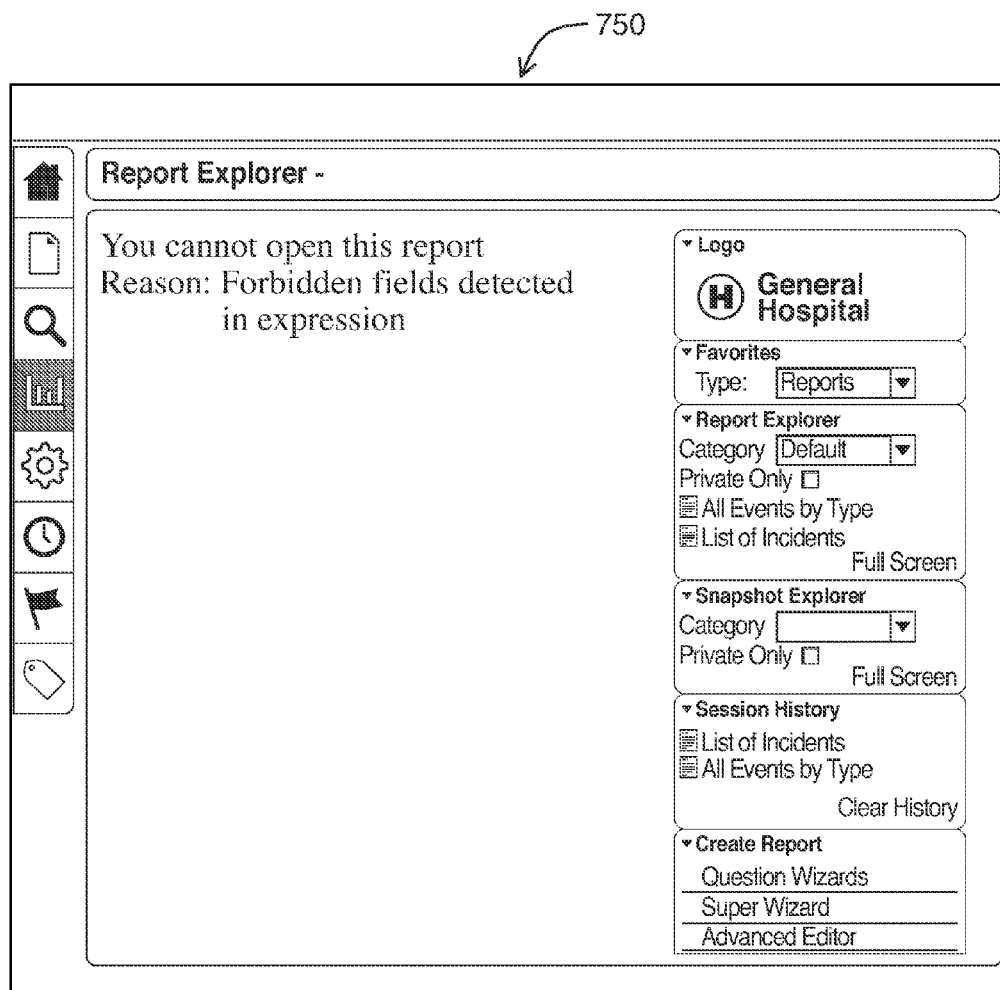 750
Report Explorer -
You cannot open this report
Reason: Forbidden fields detected
in expression
Logo
H
General
Hospital
Favorites
Type: Reports
Report Explorer
Category Default
Private Only
All Events by Type
List of Incidents
Full Screen
Snapshot Explorer
Category
Private Only
Full Screen
Session History
List of Incidents
All Events by Type
Clear History
Create Report
Question Wizards
Super Wizard
Advanced Editor